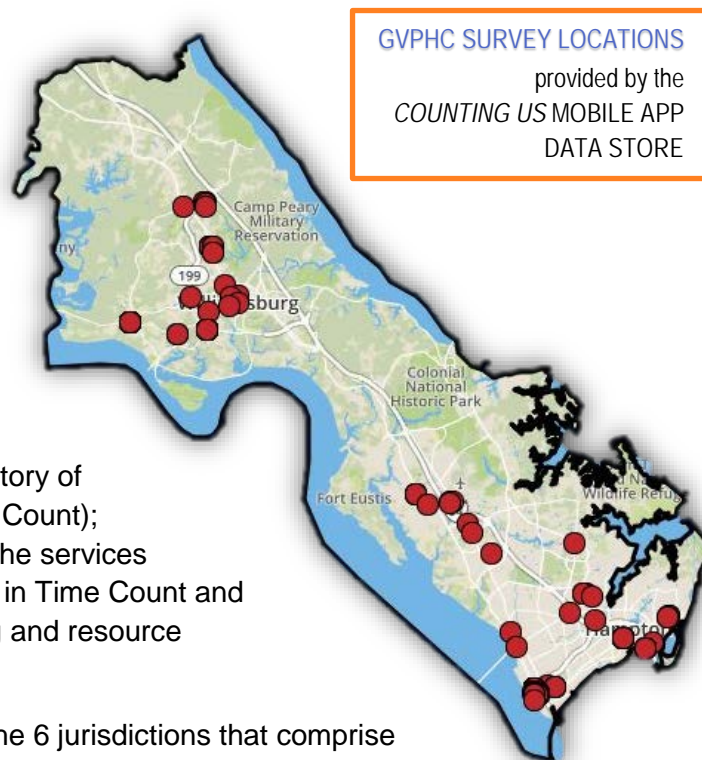 GVPHC SURVEY LOCATIONS
provided by the
COUNTING US MOBILE APP
DATA STORE
Camp Peary
Military
Reservation
199
Colonial
National
Historic Park
Fort Eustis
Wildlife
tory of
Count);
he services
in Time Count and
g and resource
he 6 jurisdictions that comprise